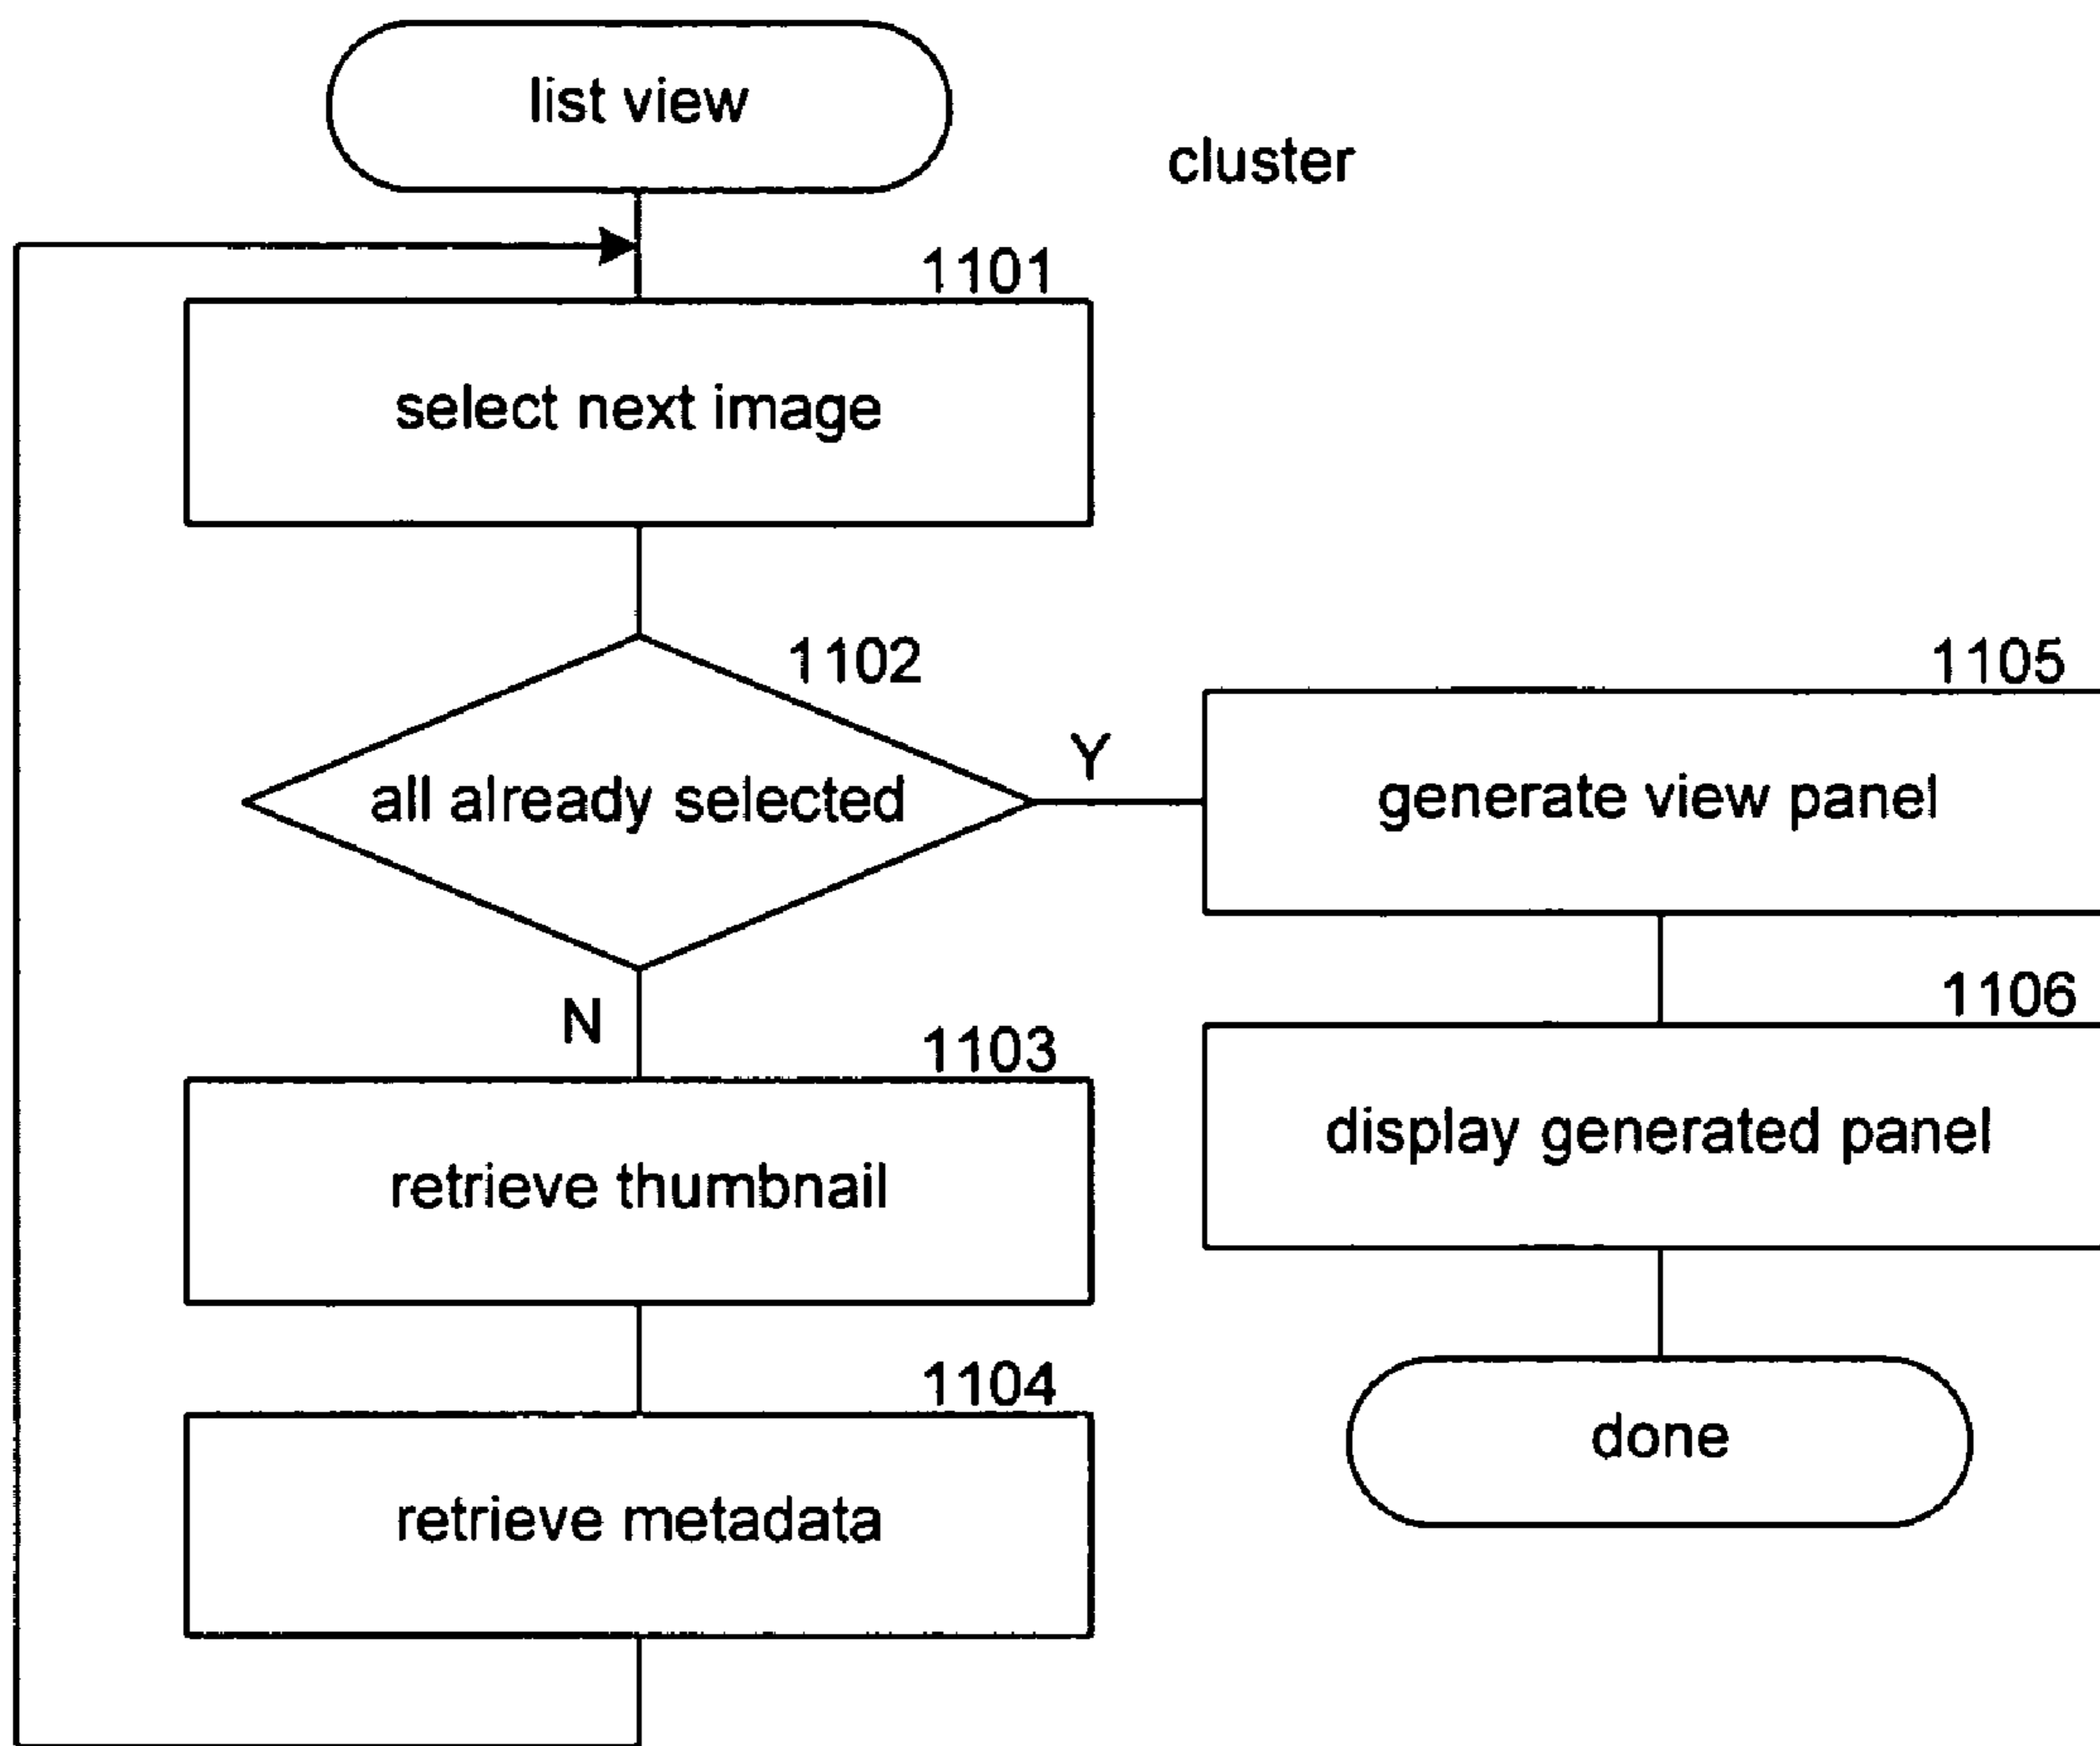 list view
cluster
1101
select next image
1102
all already selected
Y
N
1103
retrieve thumbnail
1104
retrieve metadata
1105
generate view panel
1106
display generated panel
done